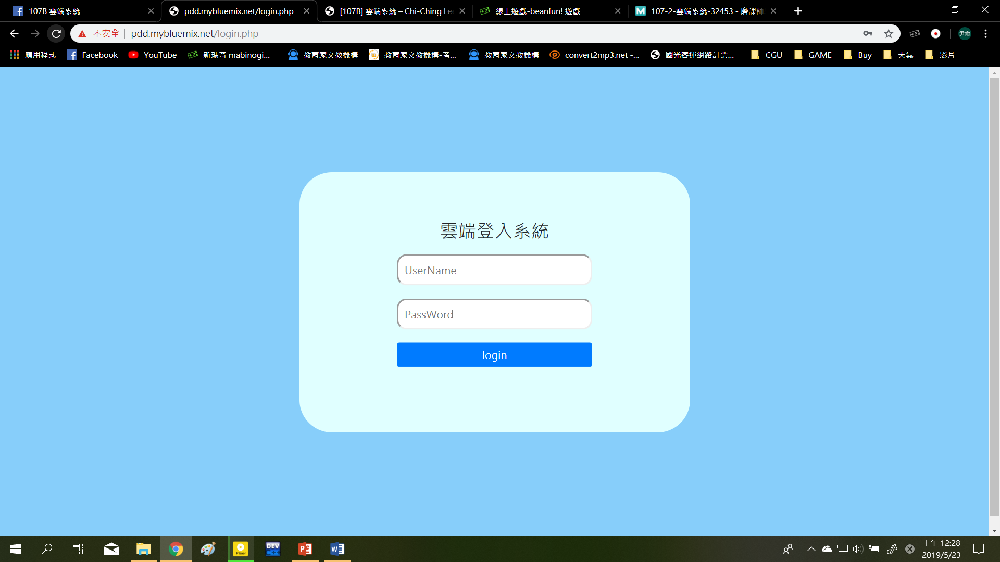 107B 雲端系統
pdd.mybluemix.net/login.php
[107B] 雲端系統 – Chi-Ching Le
線上遊戲-beanfun! 遊戲
107-2-雲端系統-32453 - 磨課師
不安全
pdd.mybluemix.net/login.php
尹俞
應用程式
Facebook
YouTube
新瑪奇 mabinogi...
教育家文教機構
教育家文教機構-考...
教育家文教機構
convert2mp3.net -...
國光客運網路訂票...
CGU
GAME
Buy
天氣
影片
雲端登入系統
UserName
PassWord
login
Player
DEV
C++
上午 12:28
2019/5/23